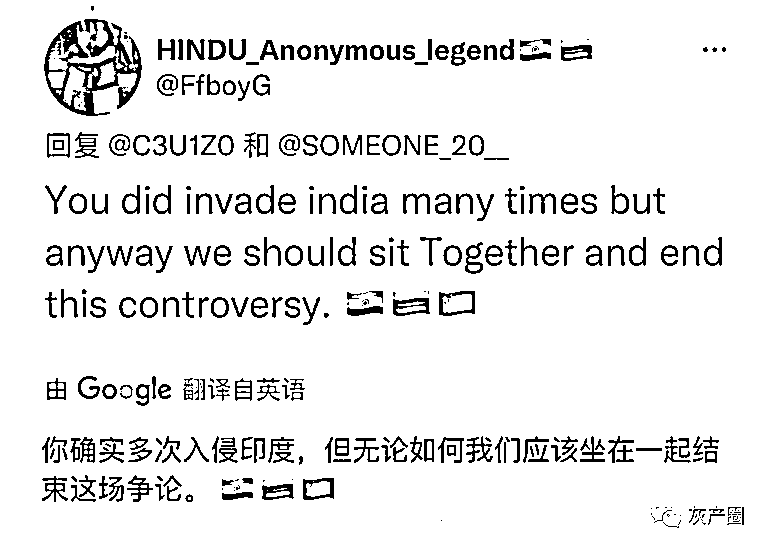 HINDU_Anonymous_legend
@FfboyG
回复 @C3U1Z0 和 @SOMEONE_20__
You did invade india many times but
anyway we should sit Together and end
this controversy.
由 Google 翻译自英语
你确实多次入侵印度，但无论如何我们应该坐在一起结
束这场争论。
灰产圈